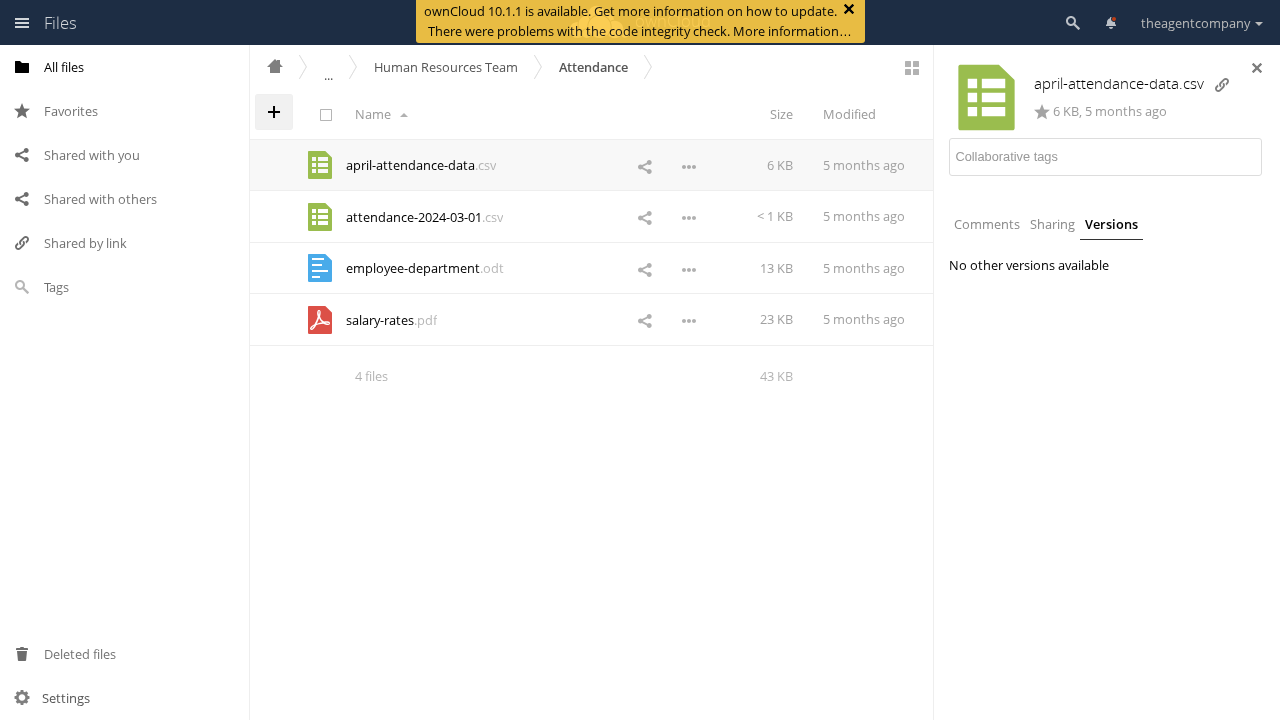 Files
ownCloud 10.1.1 is available. Get more information on how to update.
There were problems with the code integrity check. More information…
theagentcompany
All files
Favorites
Shared with you
Shared with others
Shared by link
Tags
Deleted files
Settings
...
Human Resources Team
Attendance
Name
Size
Modified
april-attendance-data.csv
6 KB
5 months ago
attendance-2024-03-01.csv
< 1 KB
5 months ago
employee-department.odt
13 KB
5 months ago
salary-rates.pdf
23 KB
5 months ago
4 files
43 KB
april-attendance-data.csv
6 KB, 5 months ago
Collaborative tags
Comments
Sharing
Versions
No other versions available